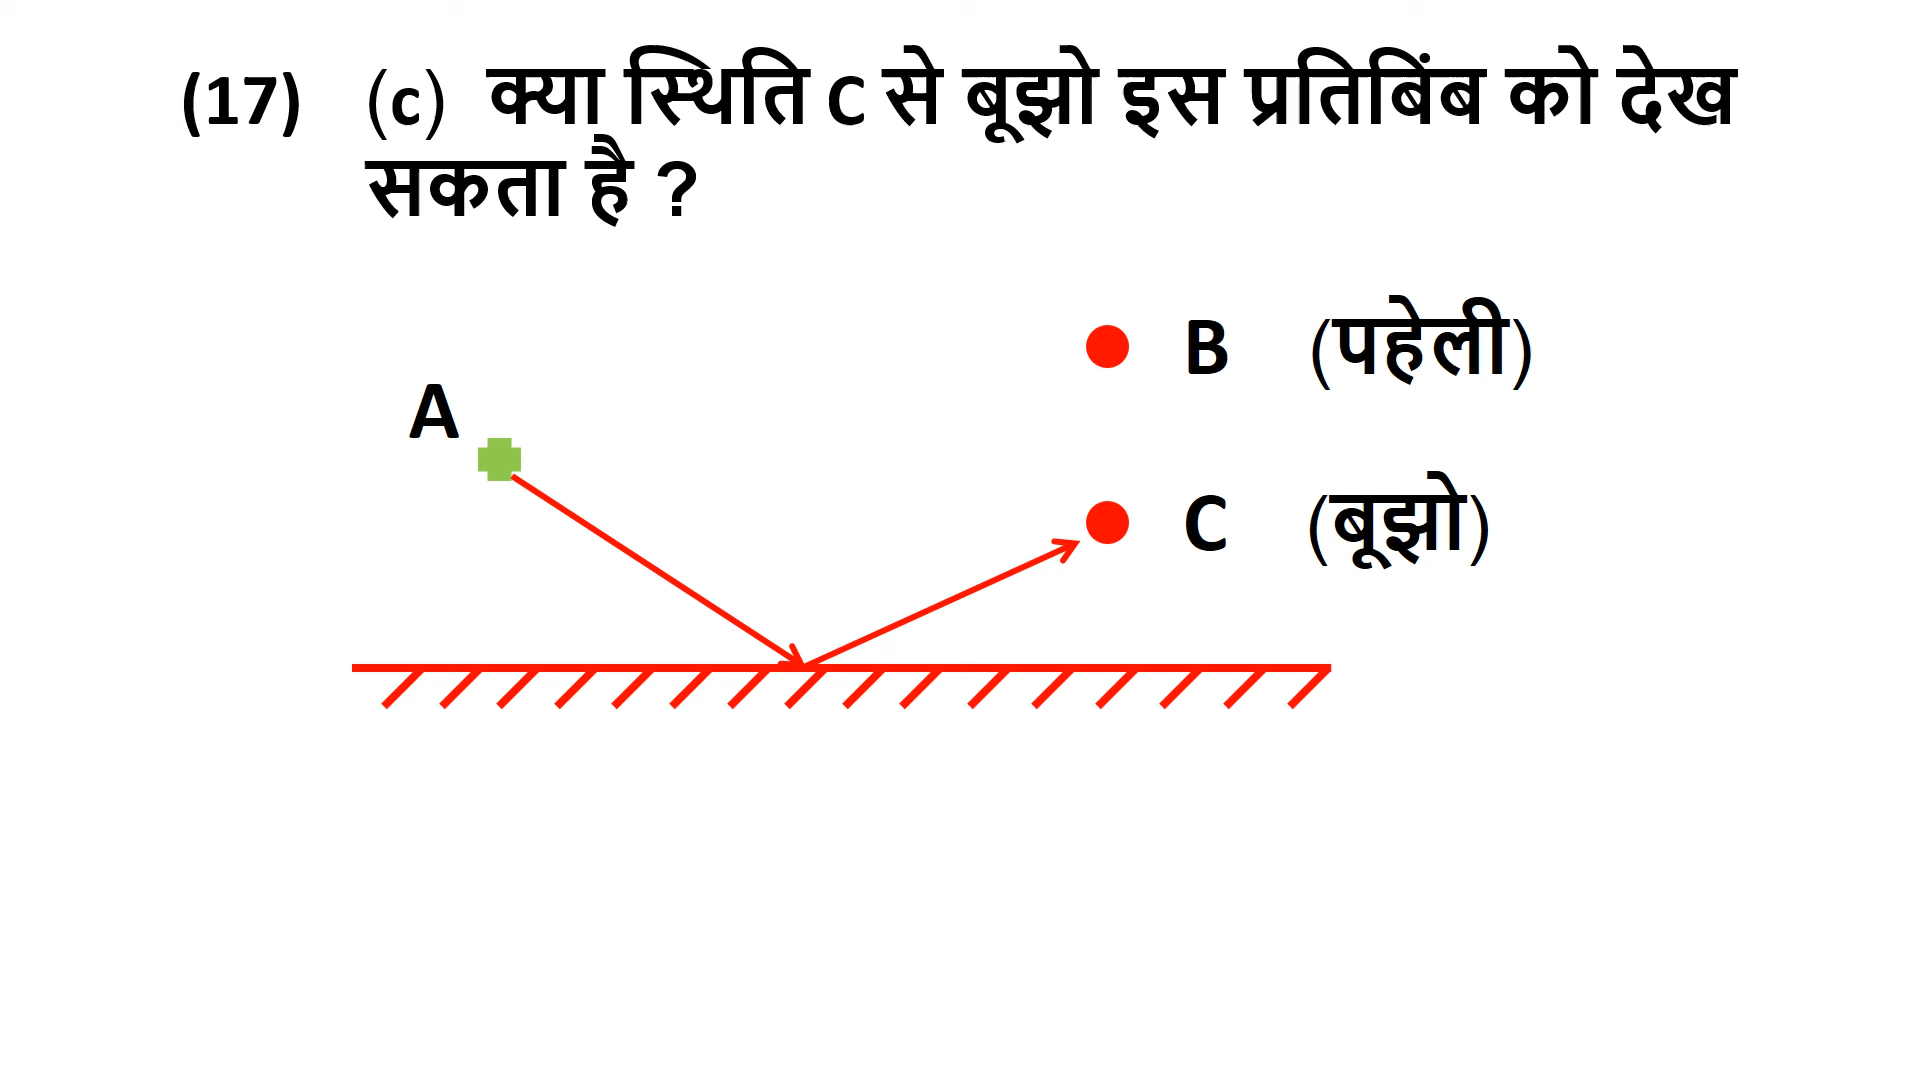 (17) (c) क्या स्थिति C से बूझो इस प्रतिबिंब को देख
सकता है ?
B (पहेली)
A
C (बूझो)